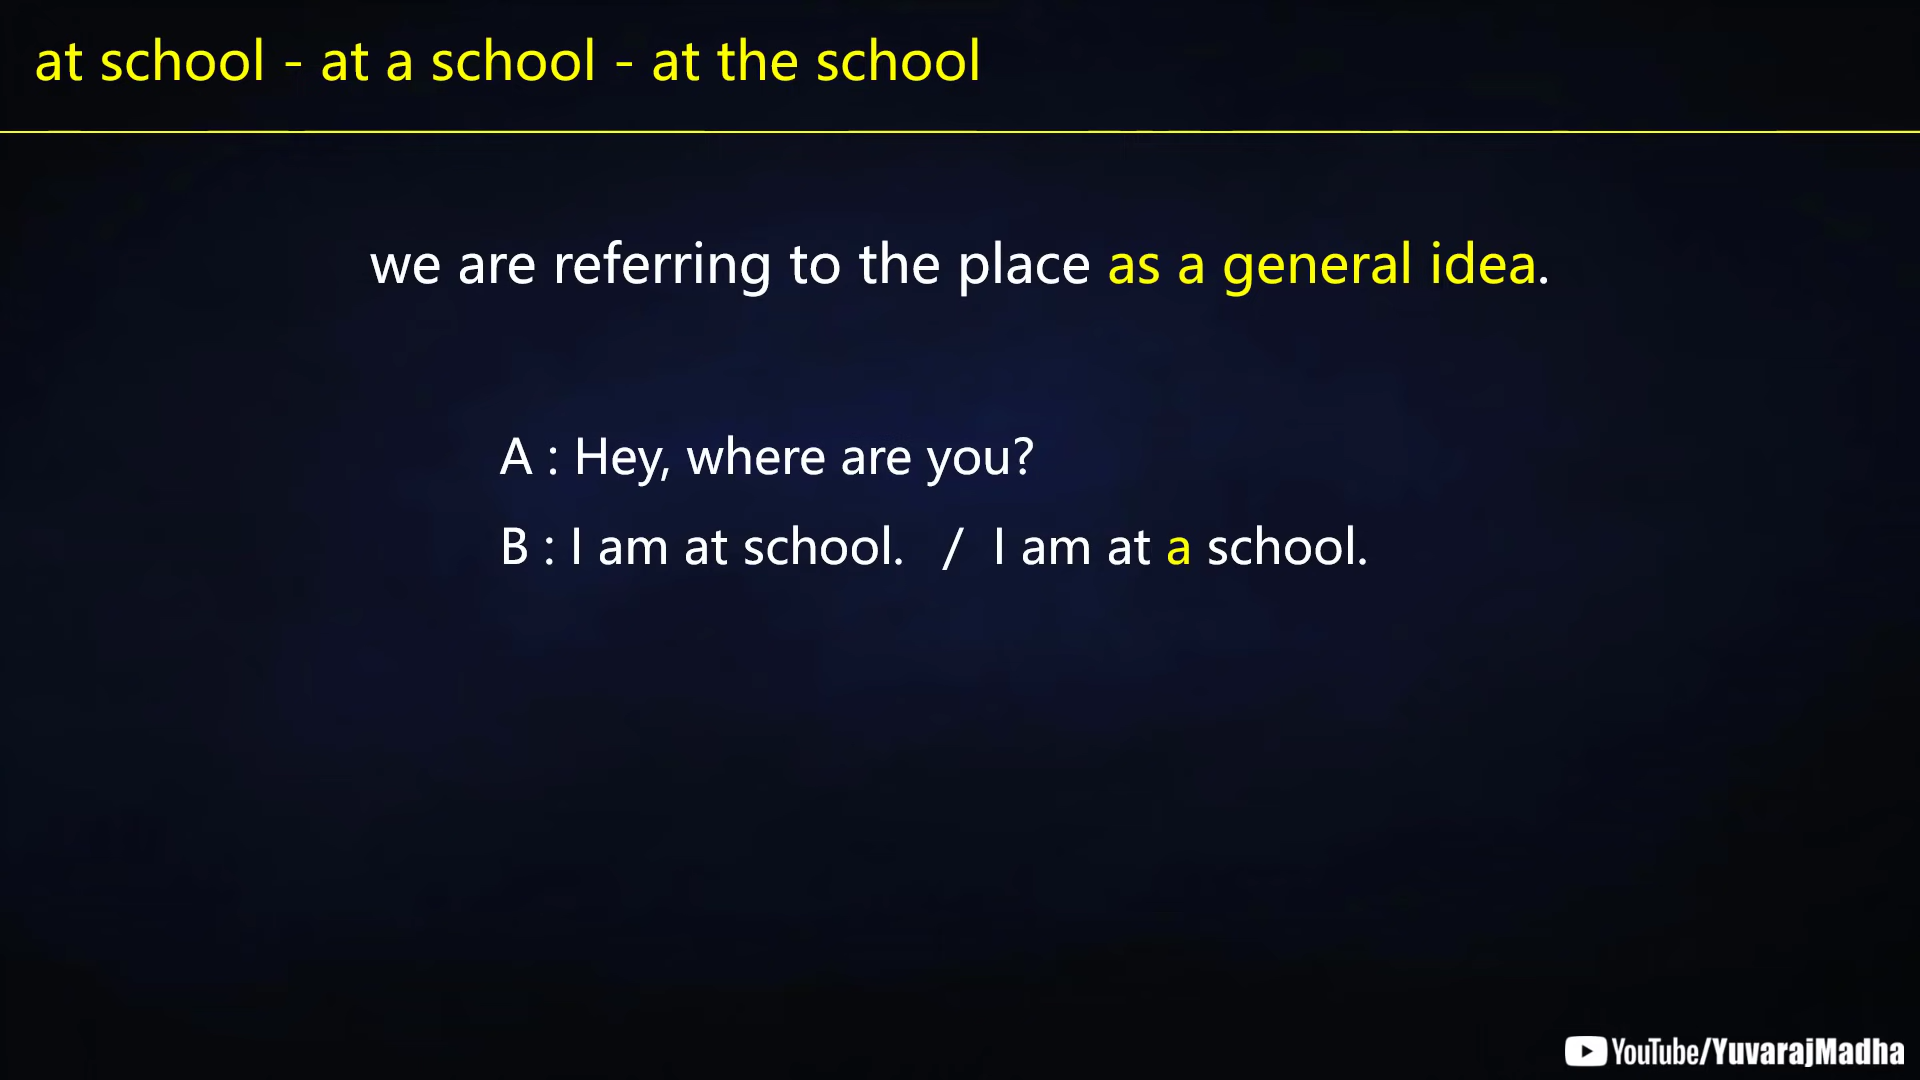 at school - at a school - at the school
we are referring to the place as a general idea.
A : Hey, where are you?
B : I am at school. / I am at a school.
YouTube/YuvarajMadha